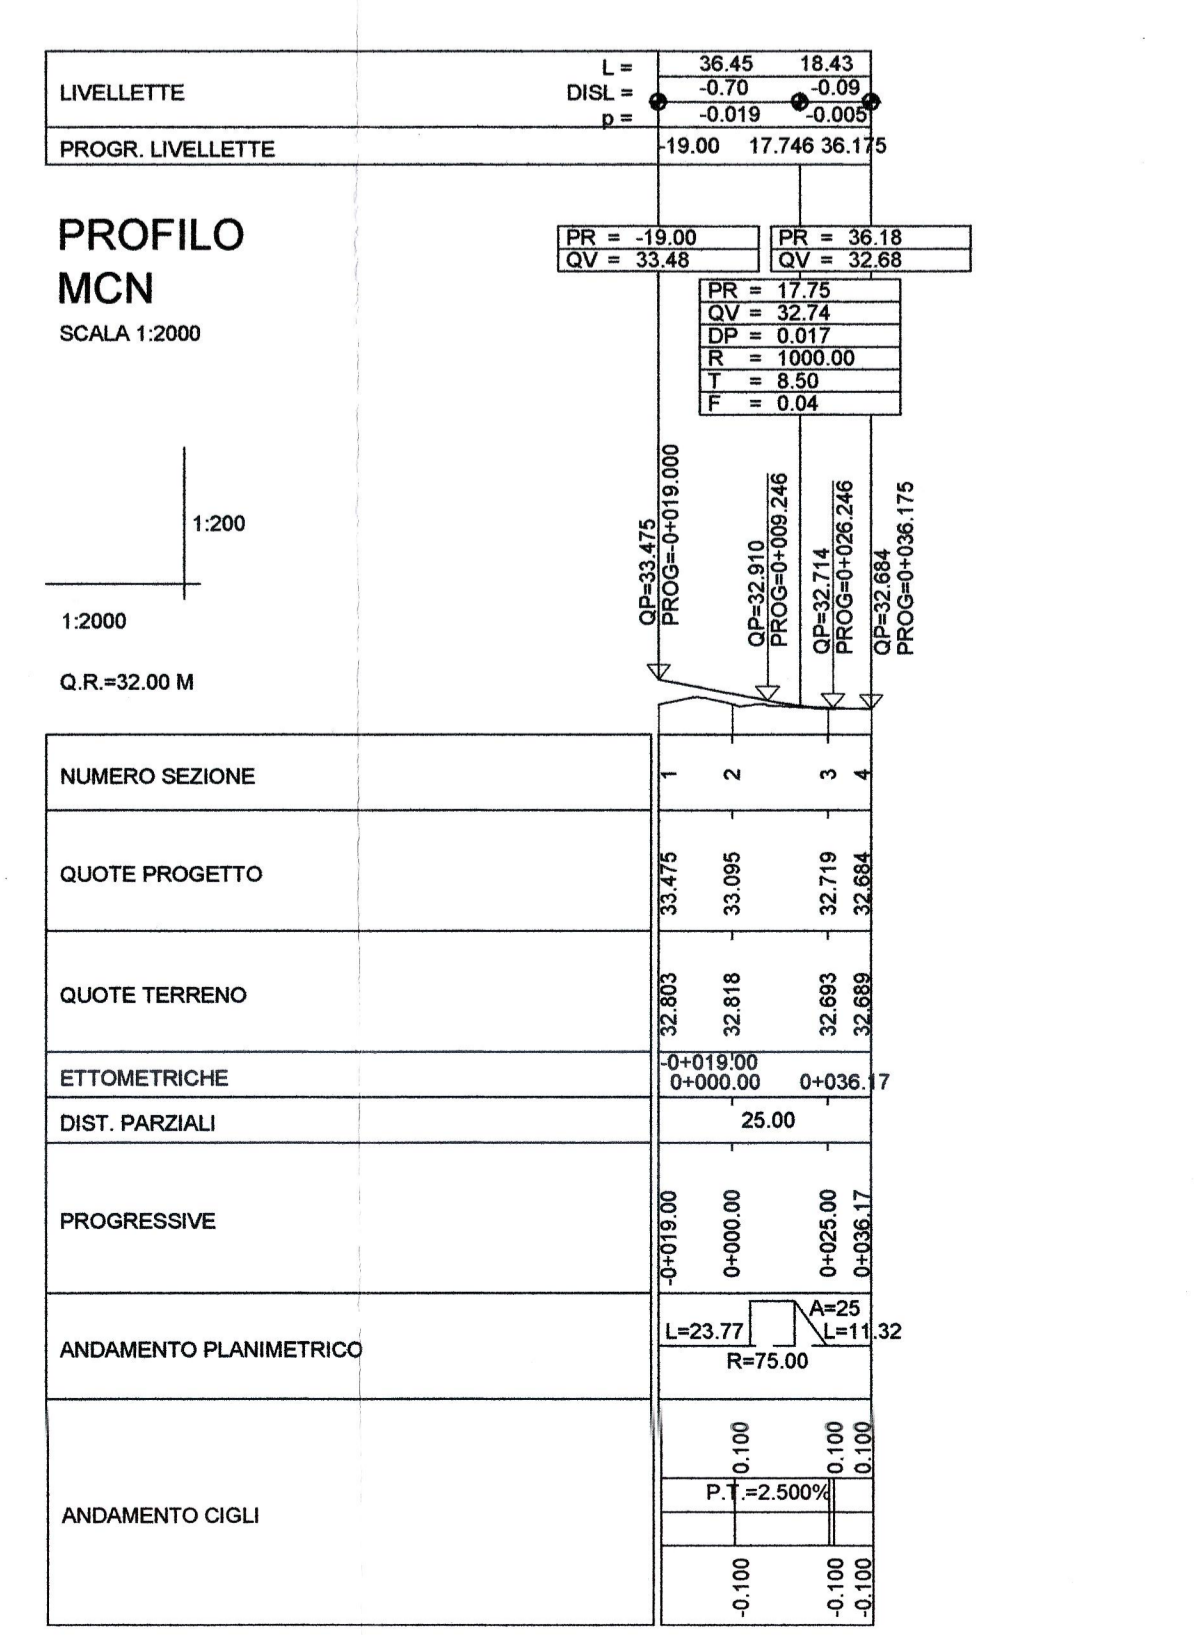 LIVELLETTE
L = 36.45 18.43
DISL = -0.70 -0.09
p = -0.019 -0.005
PROGR. LIVELLETTE -19.00 17.746 36.175
PROFILO
MCN
SCALA 1:2000
PR = -19.00
QV = 33.48
PR = 36.18
QV = 32.68
PR = 17.75
QV = 32.74
DP = 0.017
R = 1000.00
T = 8.50
F = 0.04
1:200
1:2000
Q.R.=32.00 M
QP=33.475
PROG=-0+019.000
QP=32.910
PROG=0+009.246
QP=32.714
PROG=0+026.246
QP=32.684
PROG=0+036.175
NUMERO SEZIONE 1 2 3 4
QUOTE PROGETTO 33.475 33.095 32.719 32.684
QUOTE TERRENO 32.803 32.818 32.693 32.689
ETTOMETRICHE
-0+019.00
0+000.00 0+036.17
DIST. PARZIALI 25.00
PROGRESSIVE -0+019.00 0+000.00 0+025.00 0+036.17
ANDAMENTO PLANIMETRICO
A=25
L=23.77 L=11.32
R=75.00
ANDAMENTO CIGLI
0.100 0.100 0.100
P.T.=2.500%
-0.100 -0.100 -0.100